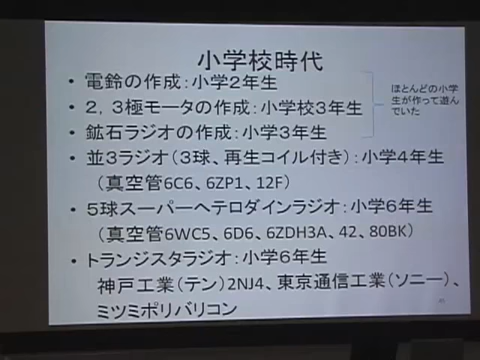 小学校時代
• 電鈴の作成：小学２年生
• ２，３極モータの作成：小学校３年生
• 鉱石ラジオの作成：小学３年生
ほとんどの小学
生が作って遊ん
でいた
• 並３ラジオ（３球、再生コイル付き）：小学４年生
（真空管6C6、6ZP1、12F）
• ５球スーパーヘテロダインラジオ：小学６年生
（真空管6WC5、6D6、6ZDH3A、42、80BK）
• トランジスタラジオ：小学６年生
神戸工業（テン）2NJ4、東京通信工業（ソニー）、
ミツミポリバリコン